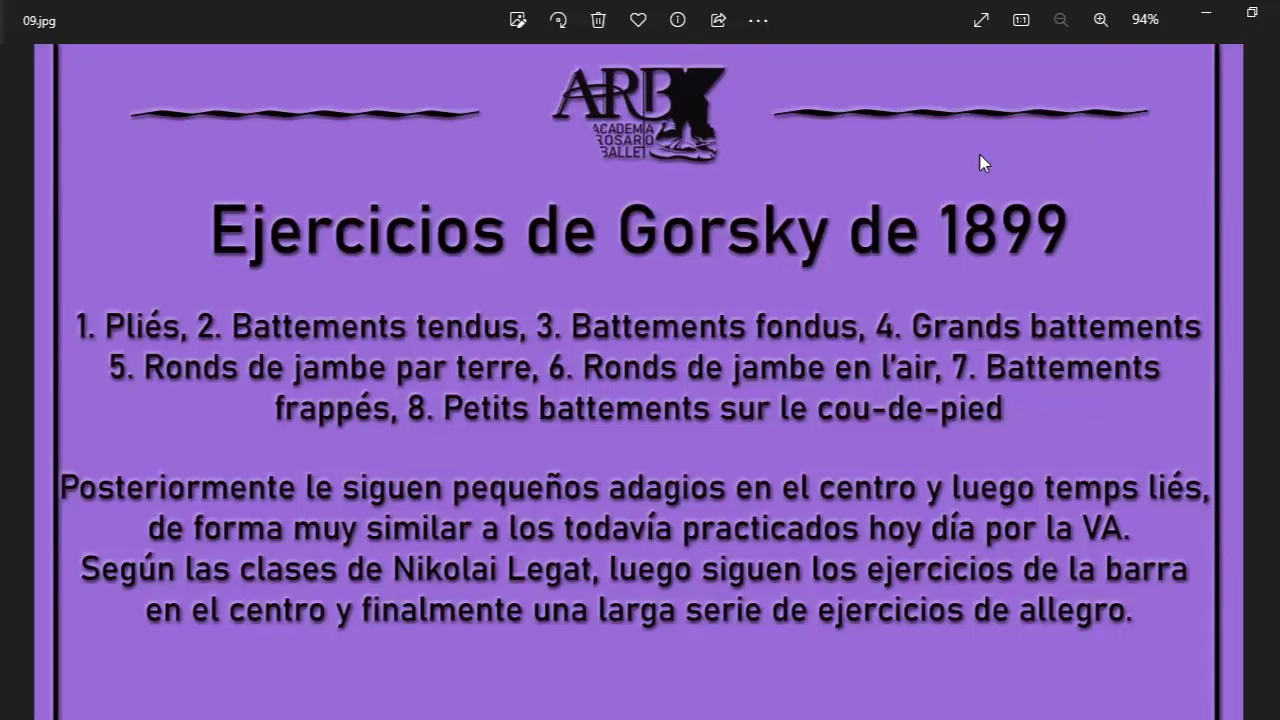 09.jpg
94%
ARB
ACADEMIA
ROSARIO
BALLET
Ejercicios de Gorsky de 1899
1. Pliés, 2. Battements tendus, 3. Battements fondus, 4. Grands battements
5. Ronds de jambe par terre, 6. Ronds de jambe en l'air, 7. Battements
frappés, 8. Petits battements sur le cou-de-pied
Posteriormente le siguen pequeños adagios en el centro y luego temps liés,
de forma muy similar a los todavía practicados hoy día por la VA.
Según las clases de Nikolai Legat, luego siguen los ejercicios de la barra
en el centro y finalmente una larga serie de ejercicios de allegro.